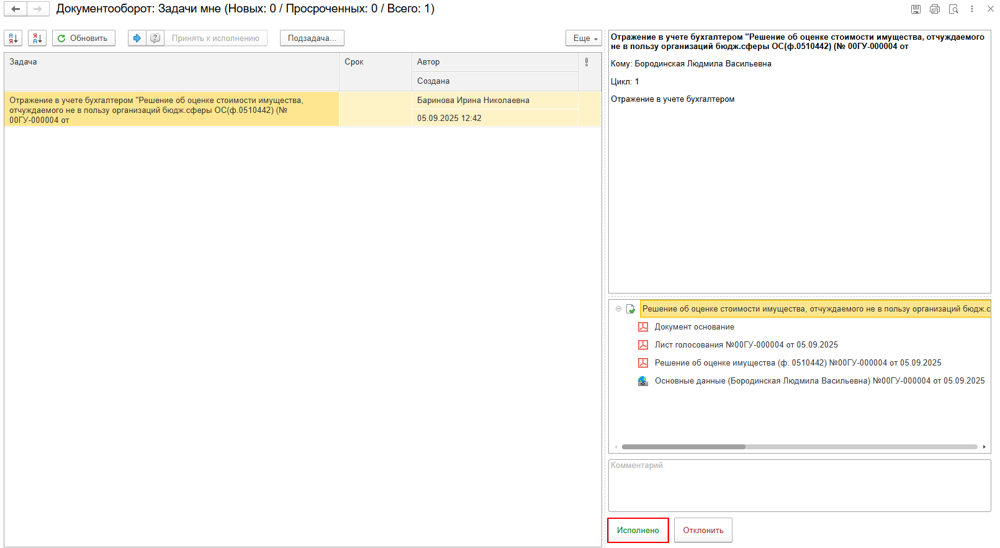 Документооборот: Задачи мне (Новых: 0 / Просроченных: 0 / Всего: 1)
Обновить
Принять к исполнению
Подзадача...
Еще
Задача
Срок
Автор
Создана
Отражение в учете бухгалтером "Решение об оценке стоимости имущества,
отчуждаемого не в пользу организаций бюдж.сферы ОС(ф.0510442) (№
00ГУ-000004 от
Баринова Ирина Николаевна
05.09.2025 12:42
Отражение в учете бухгалтером "Решение об оценке стоимости имущества, отчуждаемого
не в пользу организаций бюдж.сферы ОС(ф.0510442) (№ 00ГУ-000004 от
Кому: Бородинская Людмила Васильевна
Цикл: 1
Отражение в учете бухгалтером
Решение об оценке стоимости имущества, отчуждаемого не в пользу организаций бюдж.с
Документ основание
Лист голосования №00ГУ-000004 от 05.09.2025
Решение об оценке имущества (ф. 0510442) №00ГУ-000004 от 05.09.2025
Основные данные (Бородинская Людмила Васильевна) №00ГУ-000004 от 05.09.2025
Комментарий
Исполнено
Отклонить